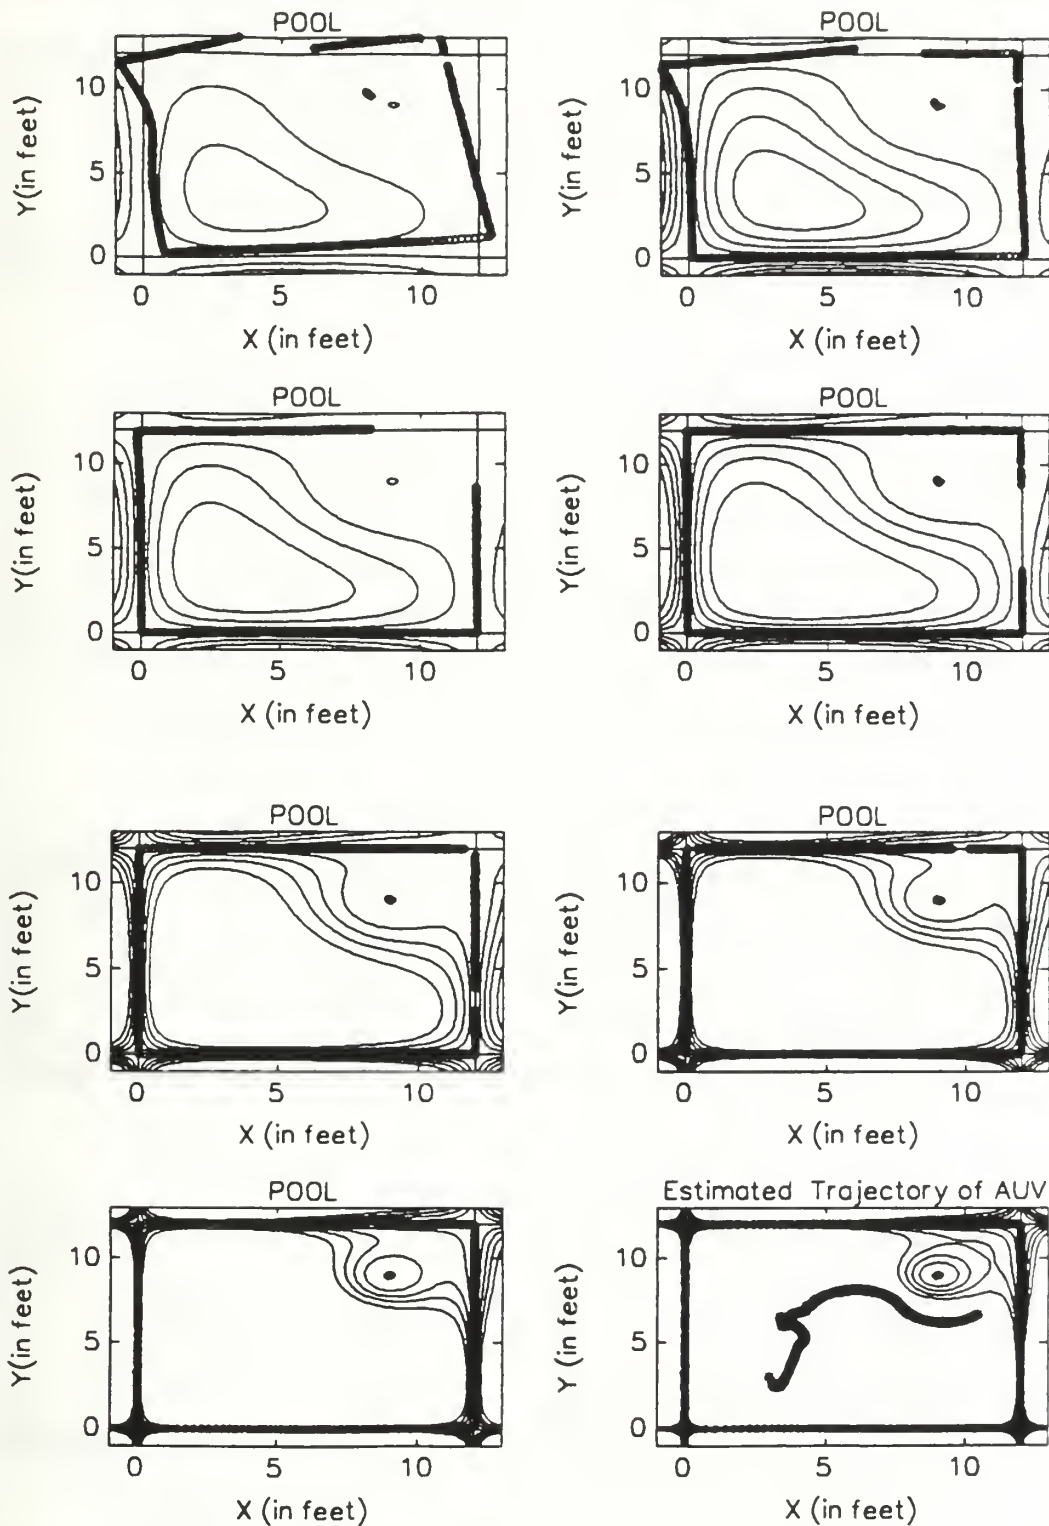 POOL
10
5
0
Y(in feet)
0 5 10
X (in feet)
POOL
10
5
0
Y(in feet)
0 5 10
X (in feet)
POOL
10
5
0
Y(in feet)
0 5 10
X (in feet)
POOL
10
5
0
Y(in feet)
0 5 10
X (in feet)
POOL
10
5
0
Y(in feet)
0 5 10
X (in feet)
POOL
10
5
0
Y (in feet)
0 5 10
X (in feet)
POOL
10
5
0
Y(in feet)
0 5 10
X (in feet)
Estimated Trajectory of AUV
10
5
0
Y (in feet)
0 5 10
X (in feet)